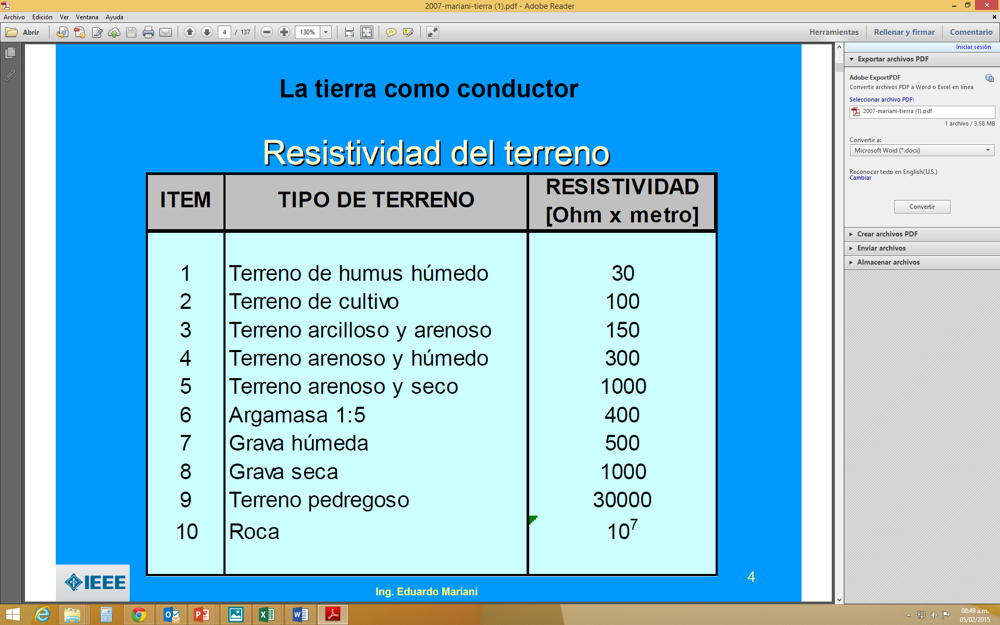 2007-mariani-tierra (1).pdf - Adobe Reader
Archivo Edición Ver Ventana Ayuda
Abrir 4 / 137 130% Herramientas Rellenar y firmar Comentario
Iniciar sesión
Exportar archivos PDF
Adobe ExportPDF
Convertir archivos PDF a Word o Excel en línea
Seleccionar archivo PDF:
2007-mariani-tierra (1).pdf
1 archivo / 3.58 MB
Convertir a:
Microsoft Word (*.docx)
Reconocer texto en English(U.S.)
Cambiar
Convertir
Crear archivos PDF
Enviar archivos
Almacenar archivos
La tierra como conductor
Resistividad del terreno
ITEM TIPO DE TERRENO RESISTIVIDAD
[Ohm x metro]
1 Terreno de humus húmedo 30
2 Terreno de cultivo 100
3 Terreno arcilloso y arenoso 150
4 Terreno arenoso y húmedo 300
5 Terreno arenoso y seco 1000
6 Argamasa 1:5 400
7 Grava húmeda 500
8 Grava seca 1000
9 Terreno pedregoso 30000
10 Roca 10⁷
IEEE
4
Ing. Eduardo Mariani
08:49 a.m.
05/02/2015